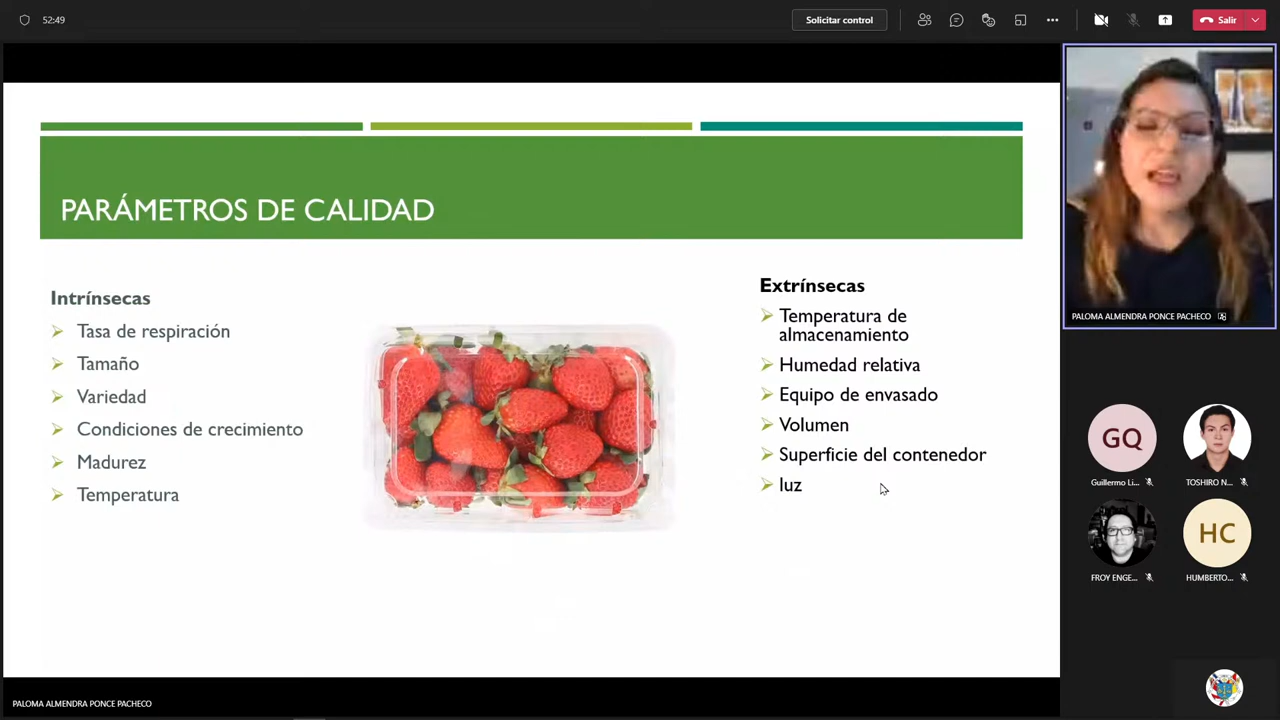 52:49
Solicitar control
Salir
PARÁMETROS DE CALIDAD
Intrínsecas
Tasa de respiración
Tamaño
Variedad
Condiciones de crecimiento
Madurez
Temperatura
Extrínsecas
Temperatura de
almacenamiento
Humedad relativa
Equipo de envasado
Volumen
Superficie del contenedor
luz
PALOMA ALMENDRA PONCE PACHECO
GQ
Guillermo Li...
TOSHIRO N...
FROY ENGE...
HC
HUMBERTO...
PALOMA ALMENDRA PONCE PACHECO